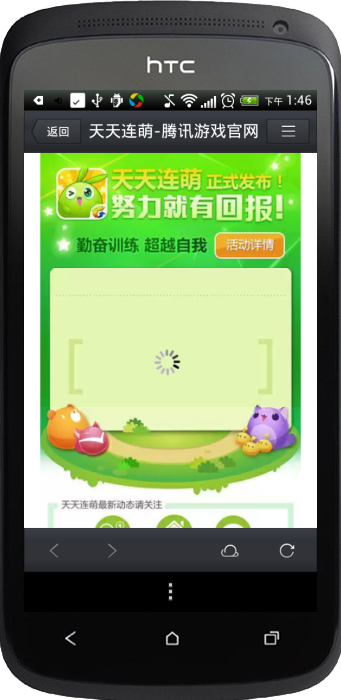 hTC
下午 1:46
返回
天天连萌-腾讯游戏官网
天天连萌 正式发布！
努力就有回报！
勤奋训练 超越自我
活动详情
天天连萌最新动态请关注